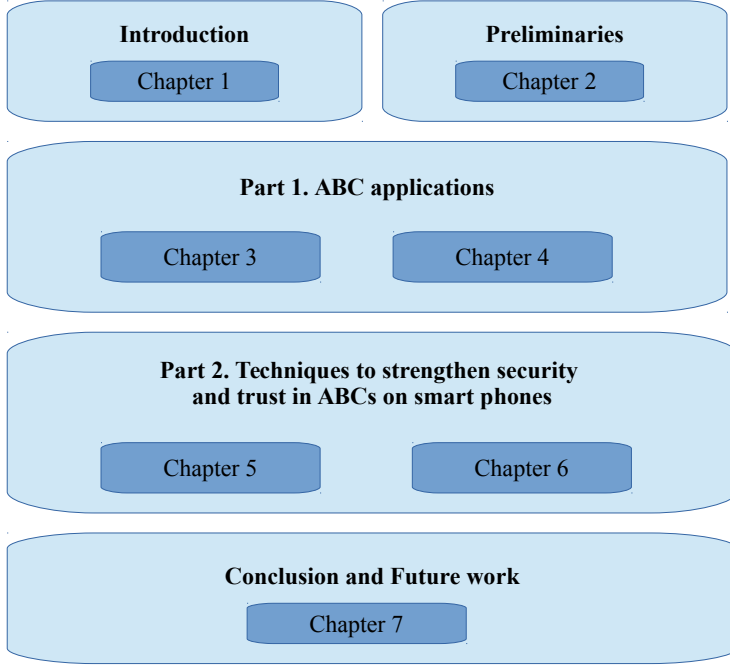 Introduction
Chapter 1
Preliminaries
Chapter 2
Part 1. ABC applications
Chapter 3
Chapter 4
Part 2. Techniques to strengthen security
and trust in ABCs on smart phones
Chapter 5
Chapter 6
Conclusion and Future work
Chapter 7